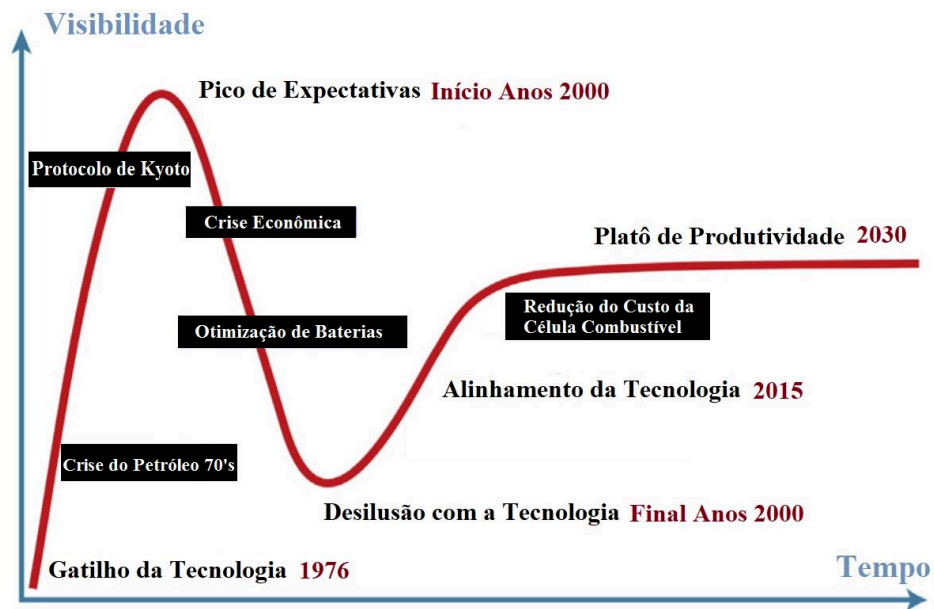 Visibilidade
Pico de Expectativas Início Anos 2000
Protocolo de Kyoto
Crise Econômica
Platô de Produtividade 2030
Redução do Custo da
Célula Combustível
Otimização de Baterias
Alinhamento da Tecnologia 2015
Crise do Petróleo 70's
Desilusão com a Tecnologia Final Anos 2000
Gatilho da Tecnologia 1976
Tempo